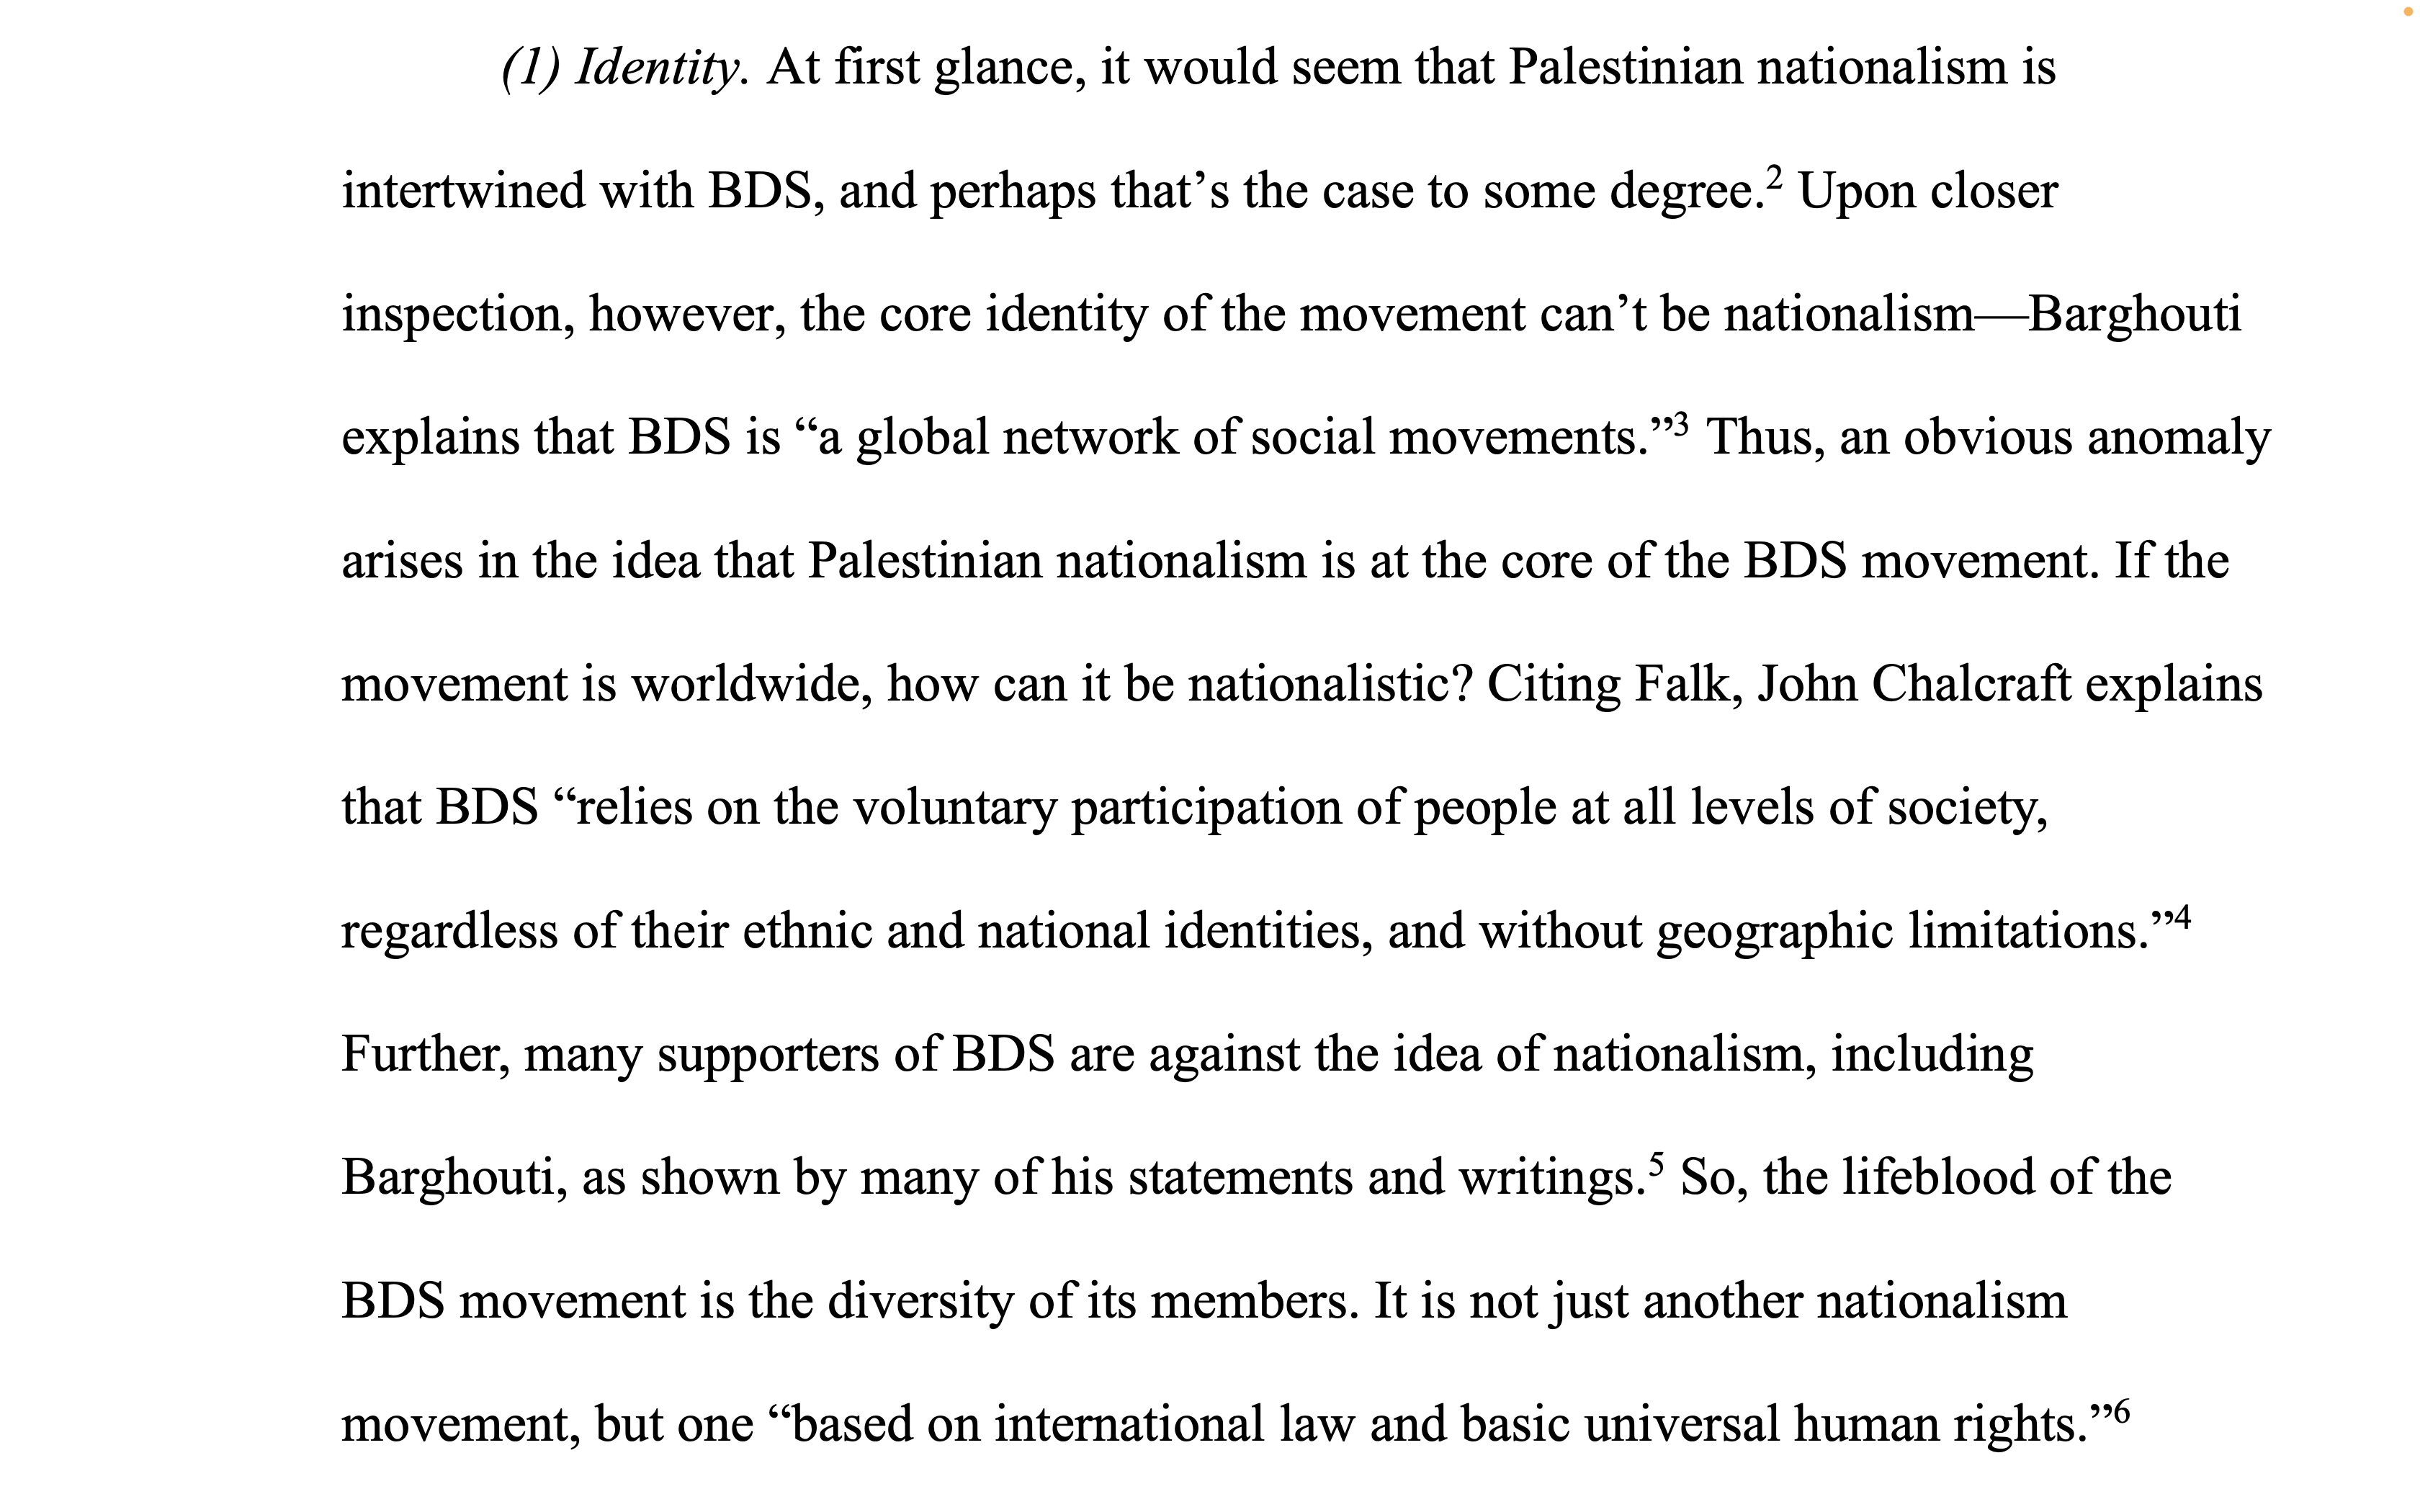 (1) Identity. At first glance, it would seem that Palestinian nationalism is
intertwined with BDS, and perhaps that’s the case to some degree.2 Upon closer
inspection, however, the core identity of the movement can’t be nationalism—Barghouti
explains that BDS is “a global network of social movements.”3 Thus, an obvious anomaly
arises in the idea that Palestinian nationalism is at the core of the BDS movement. If the
movement is worldwide, how can it be nationalistic? Citing Falk, John Chalcraft explains
that BDS “relies on the voluntary participation of people at all levels of society,
regardless of their ethnic and national identities, and without geographic limitations.”4
Further, many supporters of BDS are against the idea of nationalism, including
Barghouti, as shown by many of his statements and writings.5 So, the lifeblood of the
BDS movement is the diversity of its members. It is not just another nationalism
movement, but one “based on international law and basic universal human rights.”6